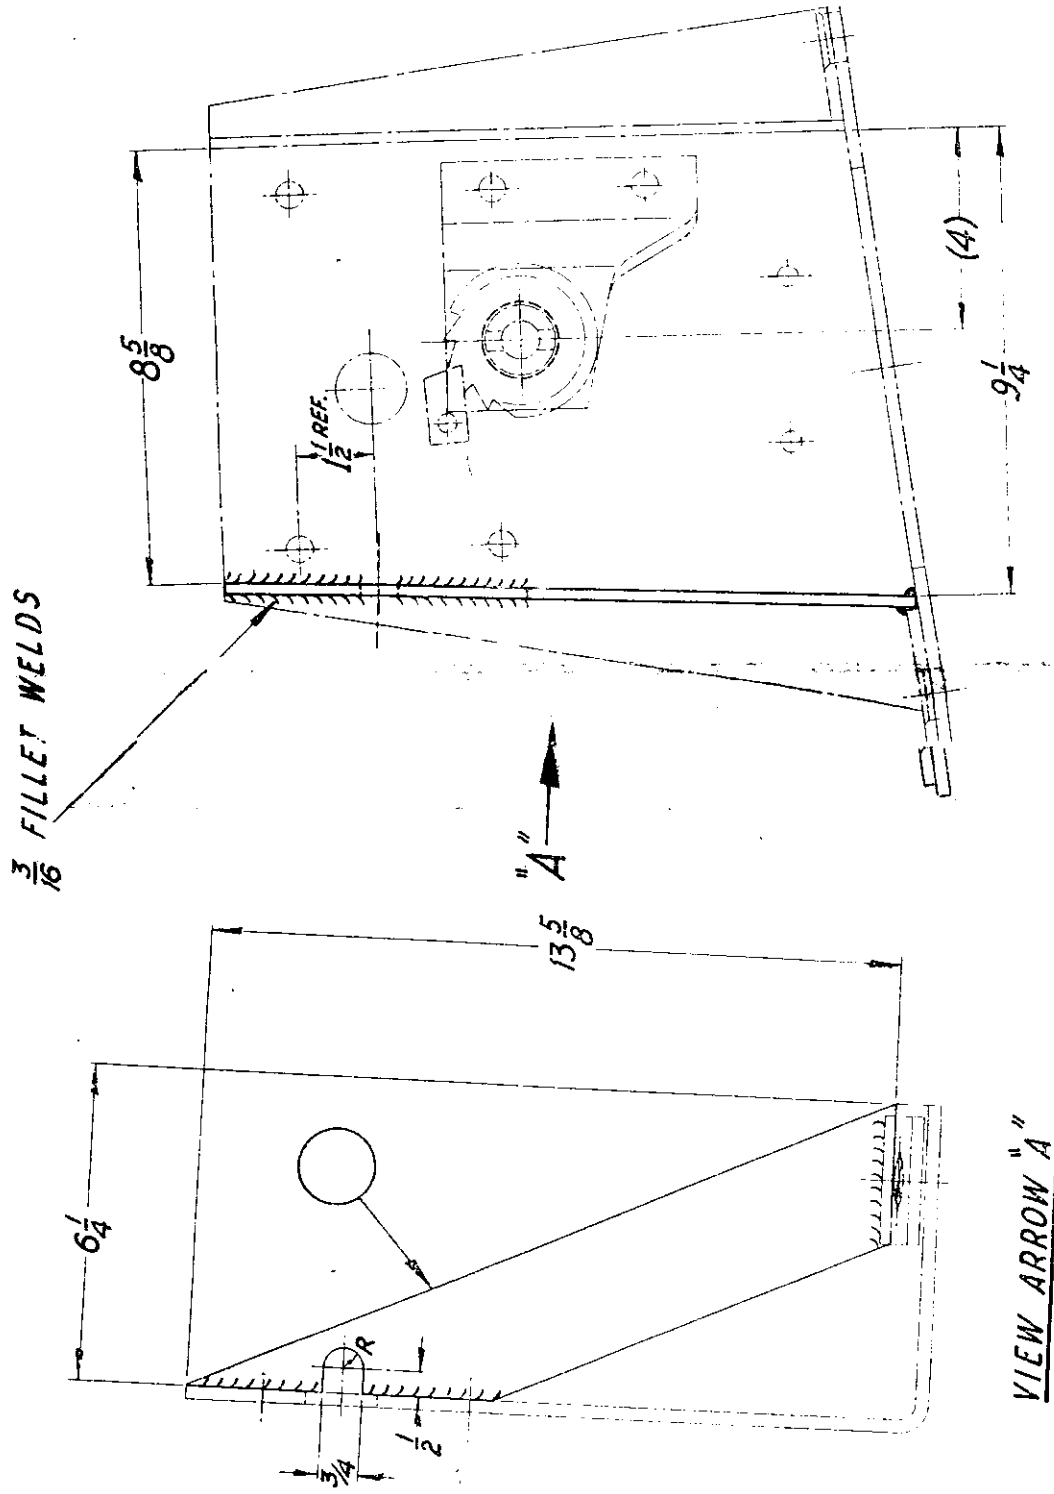 3/16 FILLET WELDS
8 5/8
1 1/2 REF.
(4)
9 1/4
"A"
13 5/8
6 1/4
R
1/2
3/4
VIEW ARROW "A"